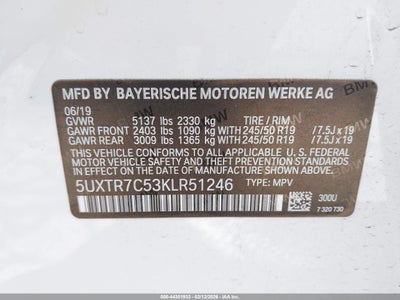 MFD BY BAYERISCHE MOTOREN WERKE AG
06/19
GVWR 5137 lbs 2330 kg TIRE / RIM
GAWR FRONT 2403 lbs 1090 kg WITH 245/50 R19 / 7.5J x 19
GAWR REAR 3009 lbs 1365 kg WITH 245/50 R19 / 7.5J x 19
THIS VEHICLE CONFORMS TO ALL APPLICABLE U.S. FEDERAL
MOTOR VEHICLE SAFETY, BUMPER, AND THEFT PREVENTION
STANDARDS IN EFFECT ON THE DATE OF MANUFACTURE SHOWN ABOVE.
5UXTR7C53KLR51246 TYPE: MPV
300U
7 320 730